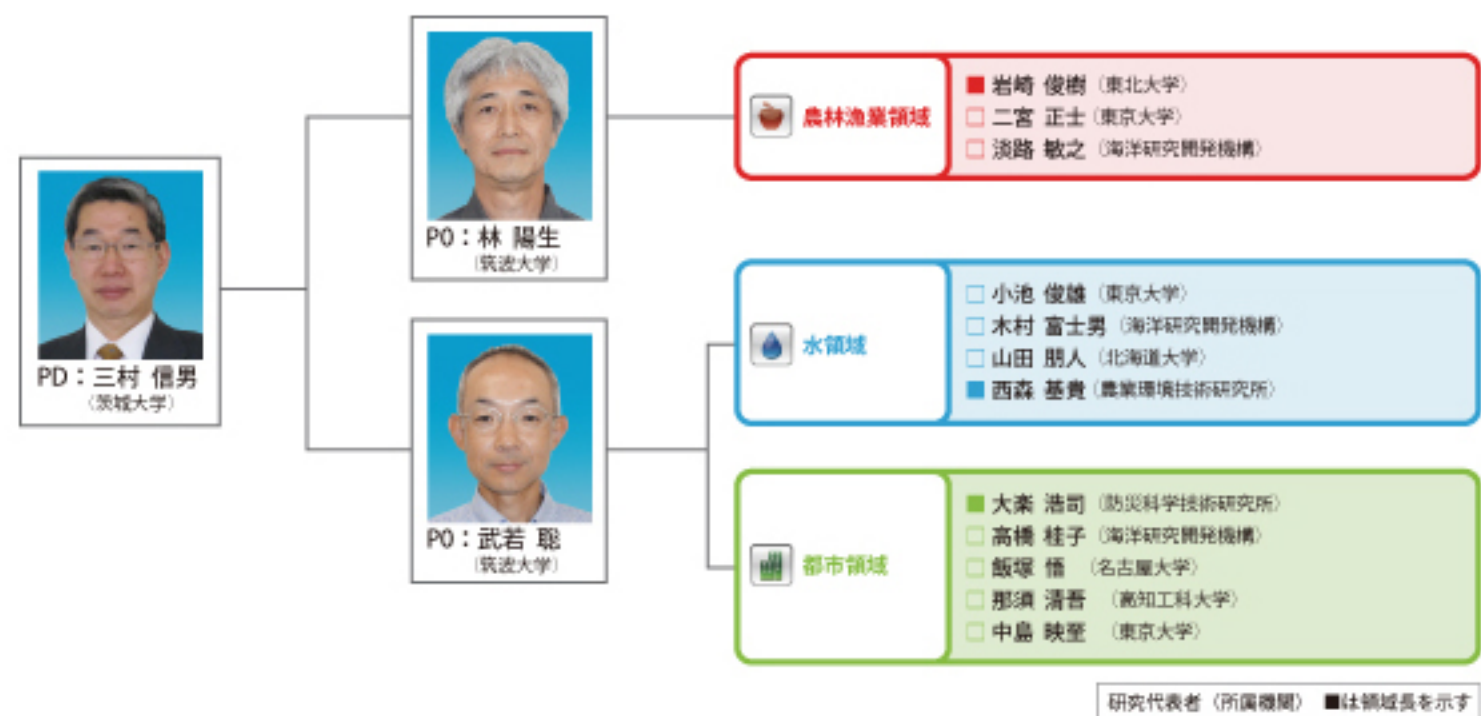 PD：三村 信男
（茨城大学）
PO：林 陽生
（筑波大学）
PO：武若 聡
（筑波大学）
農林漁業領域
■ 岩崎 俊樹（東北大学）
□ 二宮 正士（東京大学）
□ 淡路 敏之（海洋研究開発機構）
水領域
□ 小池 俊雄（東京大学）
□ 木村 富士男（海洋研究開発機構）
□ 山田 朋人（北海道大学）
■ 西森 基貴（農業環境技術研究所）
都市領域
■ 大楽 浩司（防災科学技術研究所）
□ 高橋 桂子（海洋研究開発機構）
□ 飯塚 悟（名古屋大学）
□ 那須 清吾（高知工科大学）
□ 中島 映至（東京大学）
研究代表者（所属機関） ■は領域長を示す